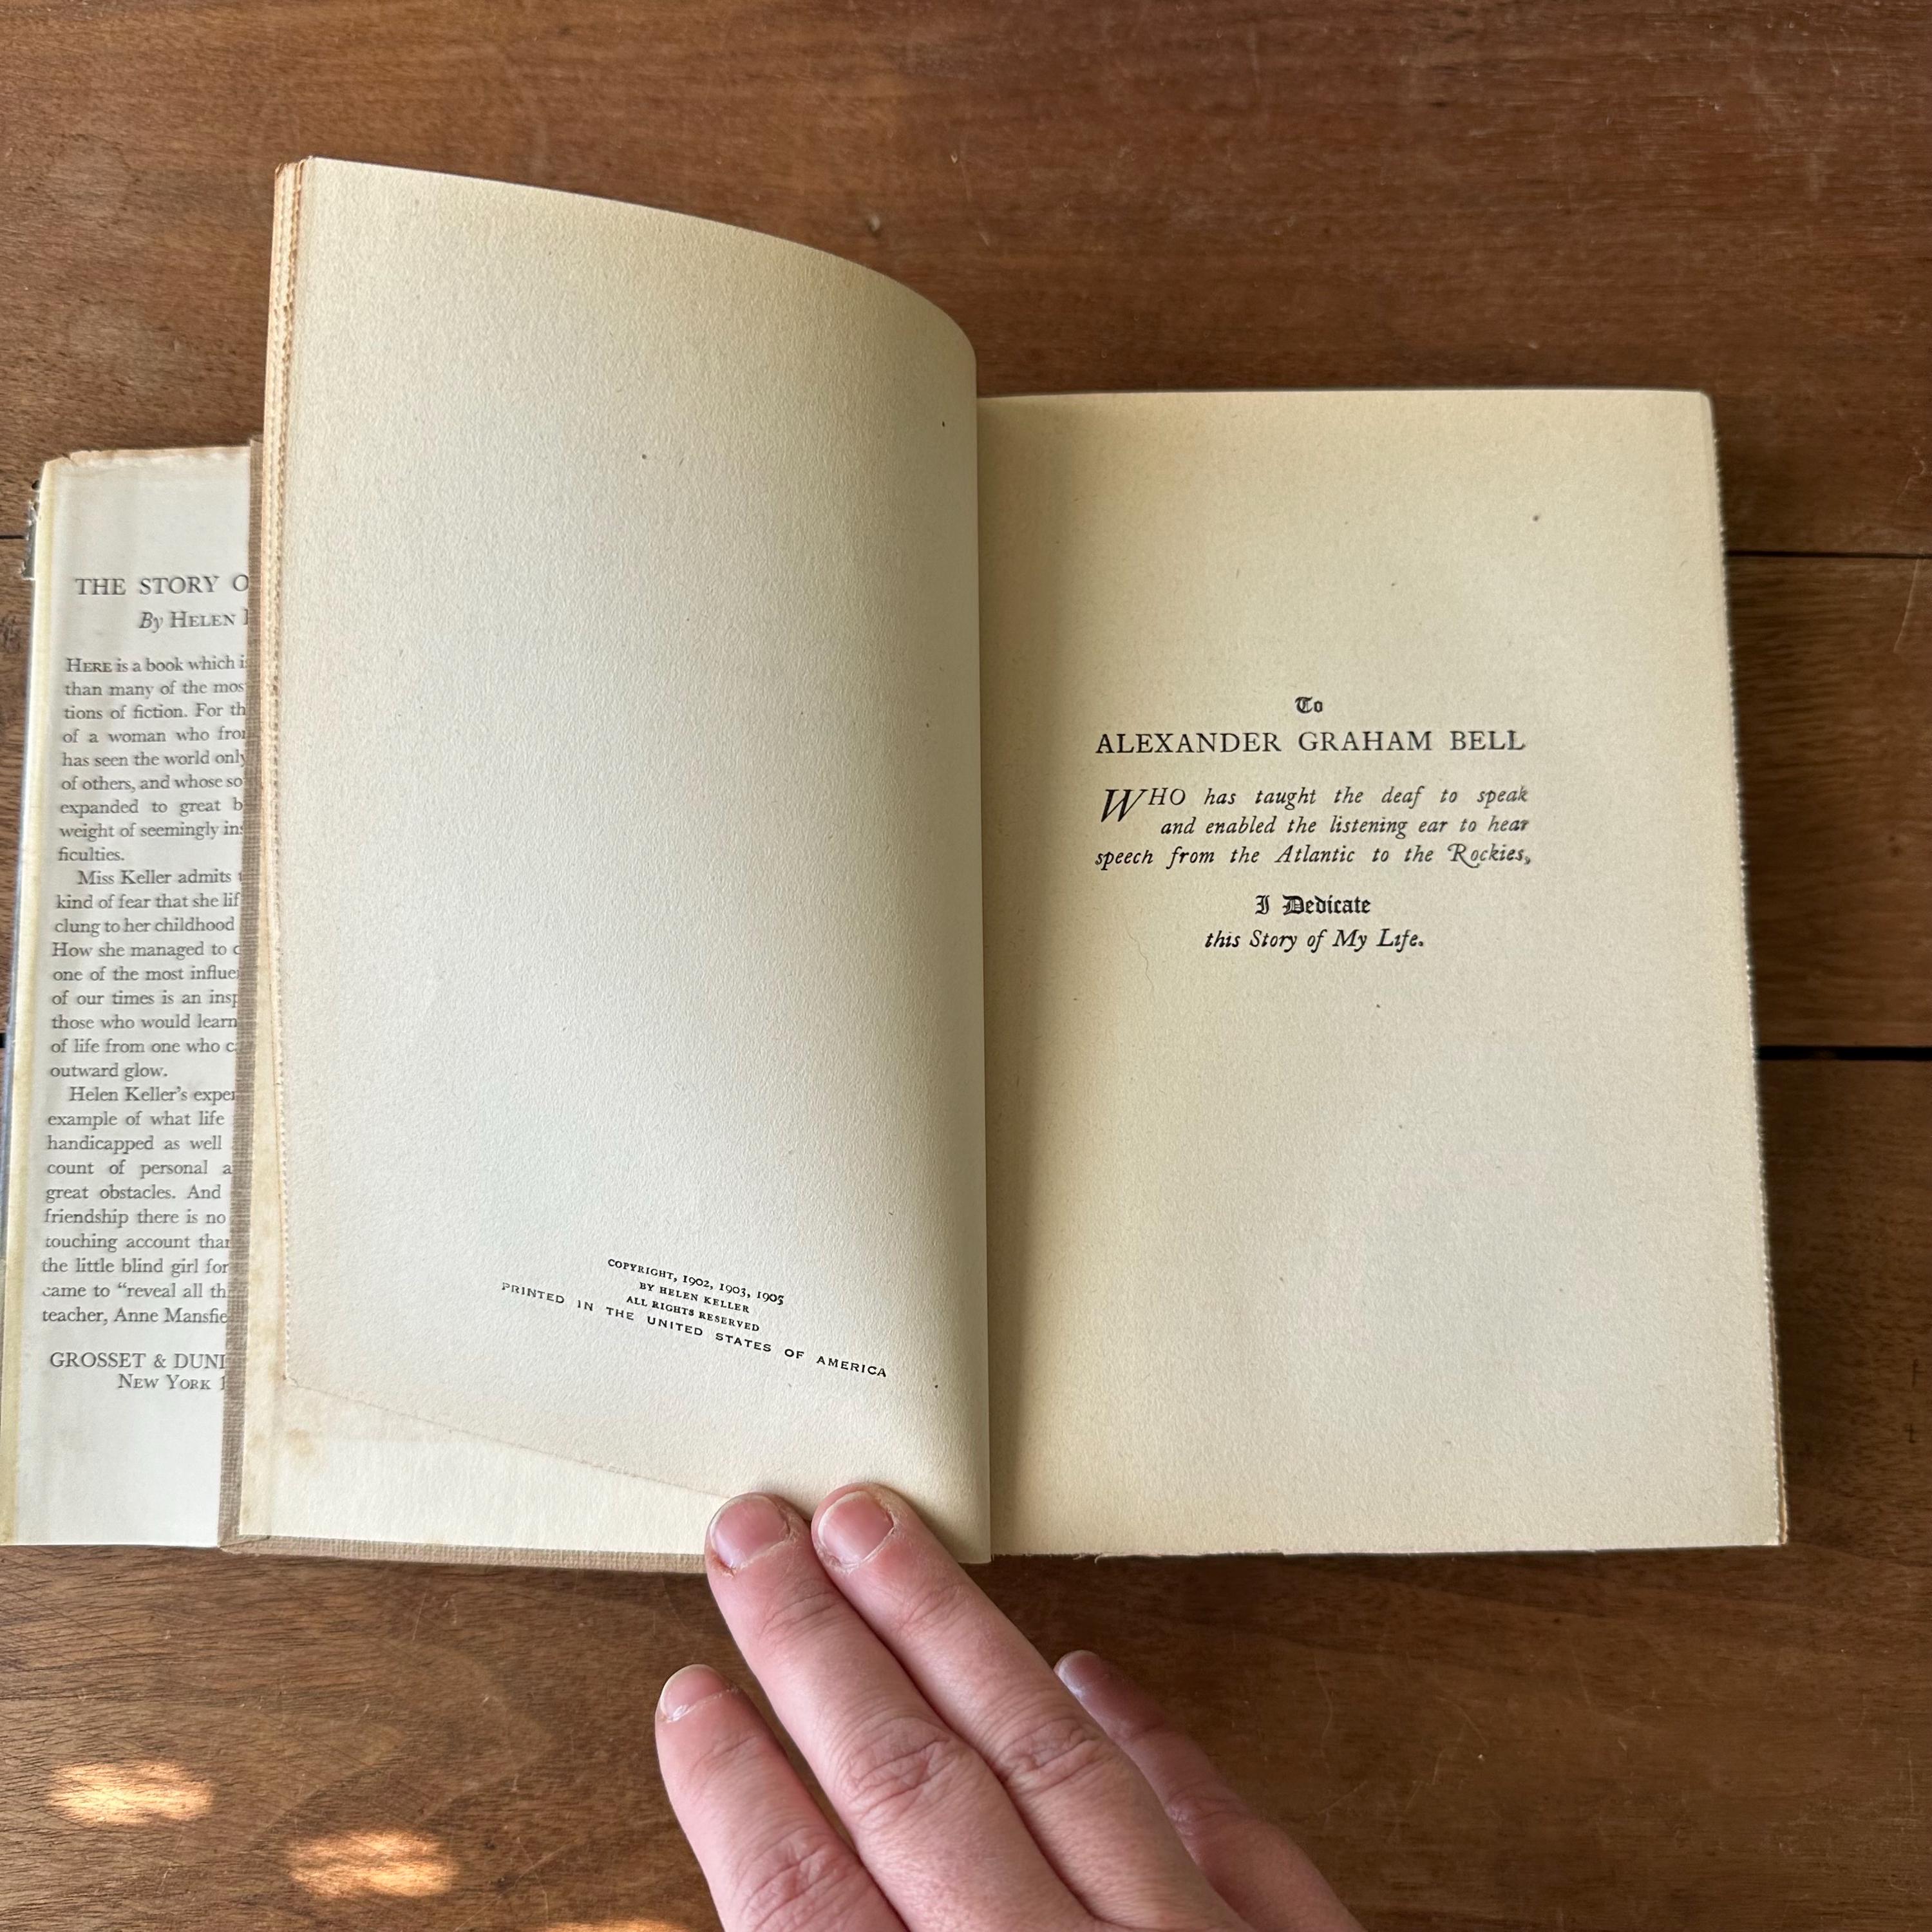 THE STORY O
By HELEN
HERE is a book which is
than many of the mos
tions of fiction. For th
of a woman who fro
has seen the world only
of others, and whose so
expanded to great b
weight of seemingly in
ficulties.
Miss Keller admits
kind of fear that she lif
clung to her childhood
How she managed to
one of the most influe
of our times is an insp
those who would learn
of life from one who c
outward glow.
Helen Keller's exper
example of what life
handicapped as well
count of personal a
great obstacles. And
friendship there is no
touching account than
the little blind girl for
came to "reveal all th
teacher, Anne Mansfie
GROSSET & DUN
NEW YORK 1
COPYRIGHT, 1902, 1903, 1905
BY HELEN KELLER
ALL RIGHTS RESERVED
PRINTED IN THE UNITED STATES OF AMERICA
To
ALEXANDER GRAHAM BELL
WHO has taught the deaf to speak
and enabled the listening ear to hear
speech from the Atlantic to the Rockies,
I Dedicate
this Story of My Life.